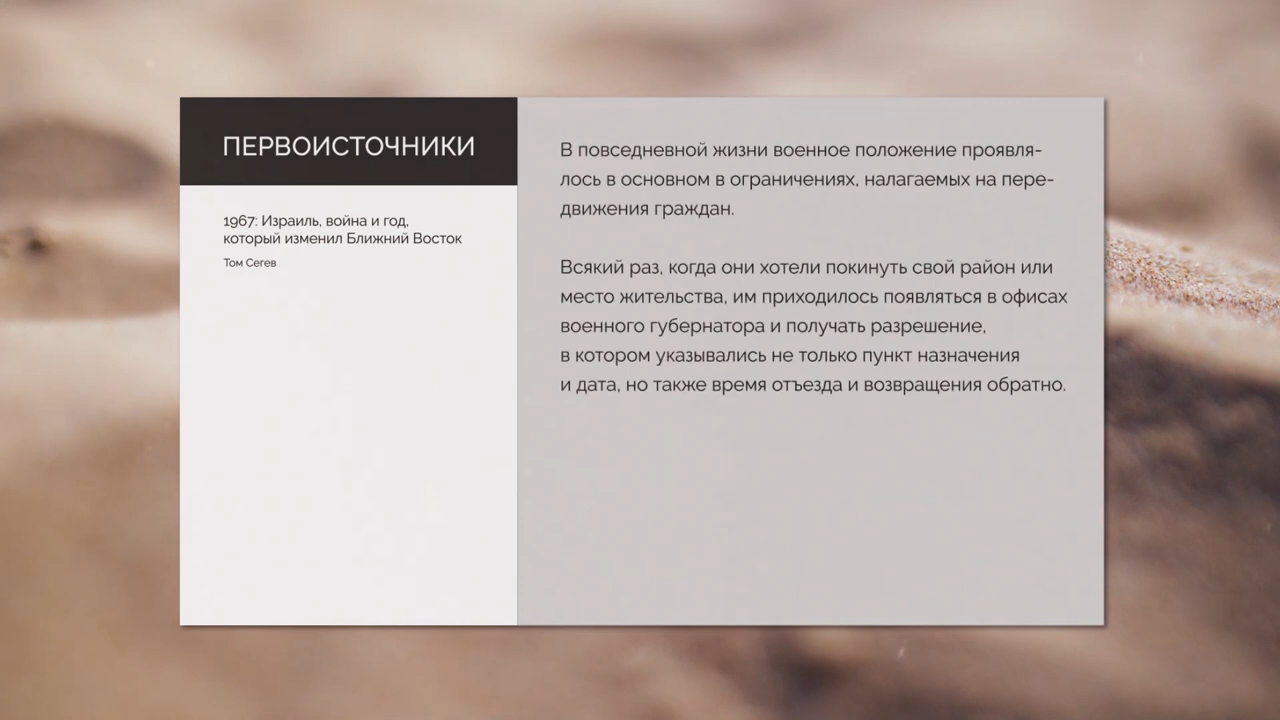 ПЕРВОИСТОЧНИКИ
1967: Израиль, война и год,
который изменил Ближний Восток
Том Сегев
В повседневной жизни военное положение проявля-
лось в основном в ограничениях, налагаемых на пере-
движения граждан.
Всякий раз, когда они хотели покинуть свой район или
место жительства, им приходилось появляться в офисах
военного губернатора и получать разрешение,
в котором указывались не только пункт назначения
и дата, но также время отъезда и возвращения обратно.